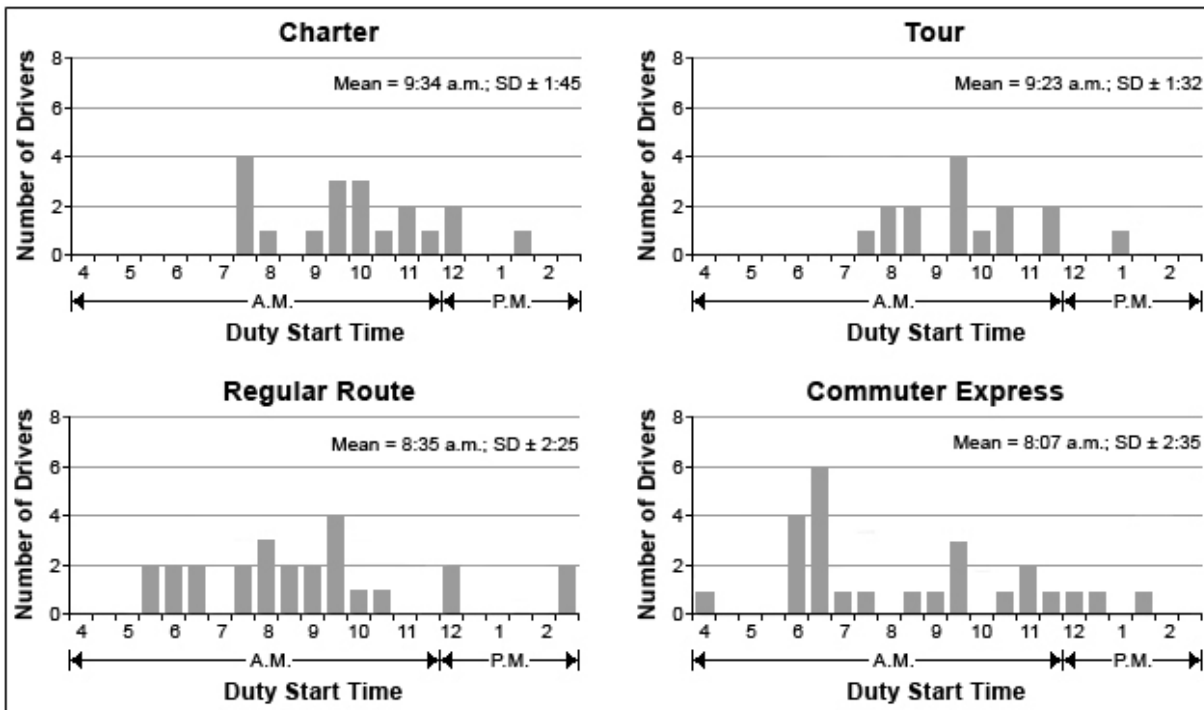 Charter
Number of Drivers
8
6
4
2
0
Mean = 9:34 a.m.; SD ± 1:45
4 5 6 7 8 9 10 11 12 1 2
A.M. P.M.
Duty Start Time
Tour
Number of Drivers
8
6
4
2
0
Mean = 9:23 a.m.; SD ± 1:32
4 5 6 7 8 9 10 11 12 1 2
A.M. P.M.
Duty Start Time
Regular Route
Number of Drivers
8
6
4
2
0
Mean = 8:35 a.m.; SD ± 2:25
4 5 6 7 8 9 10 11 12 1 2
A.M. P.M.
Duty Start Time
Commuter Express
Number of Drivers
8
6
4
2
0
Mean = 8:07 a.m.; SD ± 2:35
4 5 6 7 8 9 10 11 12 1 2
A.M. P.M.
Duty Start Time